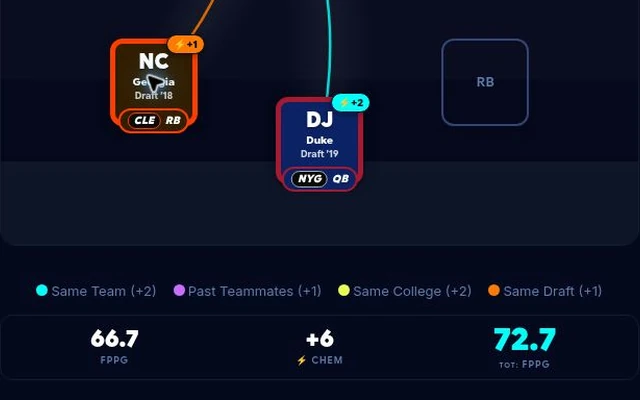 ⚡+1
NC
Draft '18
CLE RB
⚡+2
DJ
Duke
Draft '19
NYG QB
RB
Same Team (+2) Past Teammates (+1) Same College (+2) Same Draft (+1)
66.7
FPPG
+6
⚡ CHEM
72.7
TOT: FPPG